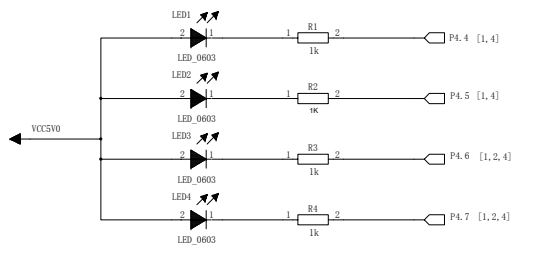 LED1
R1
2 1 1 2
P4.4 [1,4]
LED_0603
1k
LED2
R2
2 1 1 2
P4.5 [1,4]
LED_0603
1K
VCC5V0
LED3
R3
2 1 1 2
P4.6 [1,2,4]
LED_0603
1k
LED4
R4
2 1 1 2
P4.7 [1,2,4]
LED_0603
1k